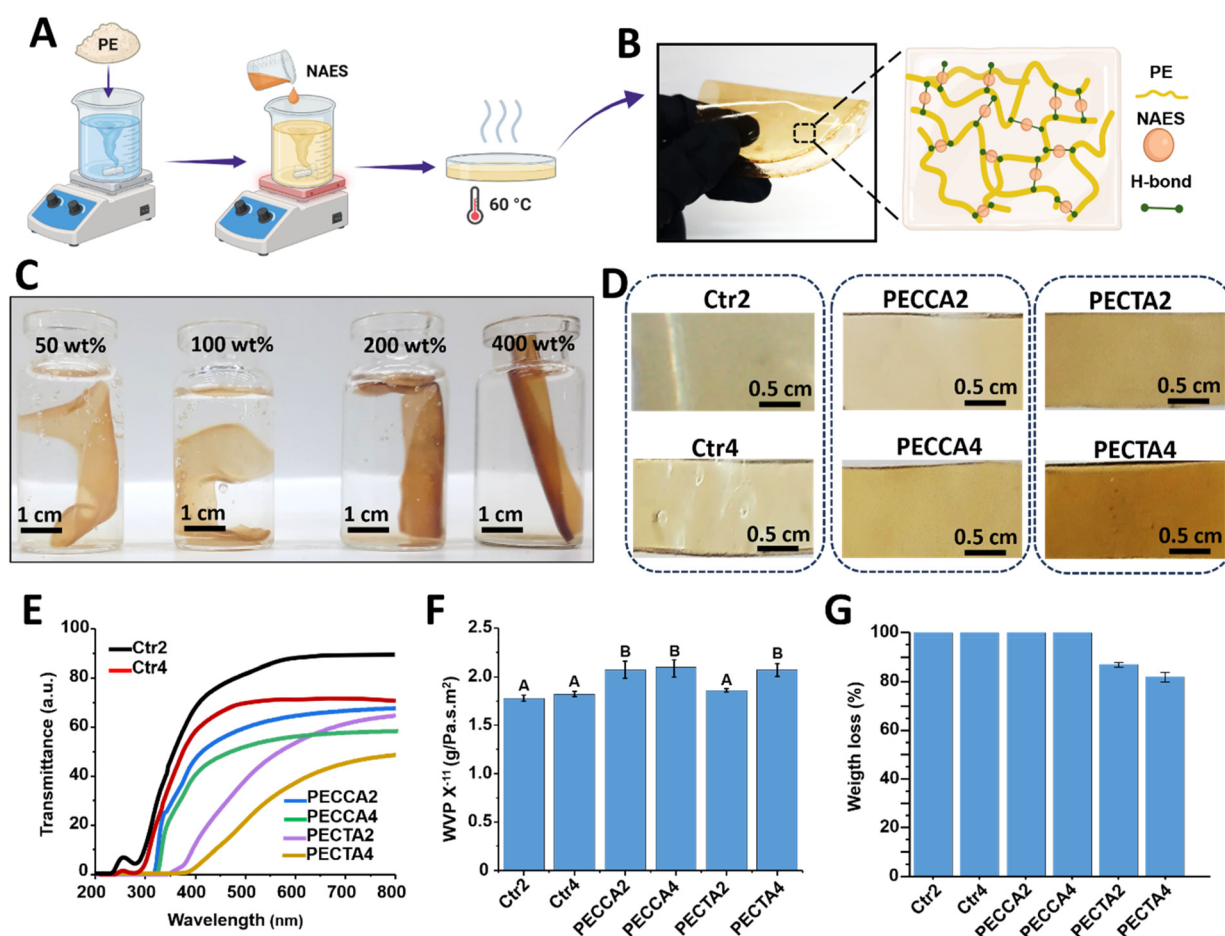 A
PE
NAES
60 °C
B
PE
NAES
H-bond
C
50 wt%
100 wt%
200 wt%
400 wt%
1 cm
1 cm
1 cm
1 cm
D
Ctr2
PECCA2
PECTA2
0.5 cm
0.5 cm
0.5 cm
Ctr4
PECCA4
PECTA4
0.5 cm
0.5 cm
0.5 cm
E
100
80
60
40
20
0
Transmittance (a.u.)
Ctr2
Ctr4
PECCA2
PECCA4
PECTA2
PECTA4
200 300 400 500 600 700 800
Wavelength (nm)
F
2.5
2.0
1.5
1.0
0.5
0
WVP X⁻¹¹ (g/Pa.s.m²)
A A B B A B
Ctr2 Ctr4 PECCA2 PECCA4 PECTA2 PECTA4
G
100
80
60
40
20
0
Weigth loss (%)
Ctr2 Ctr4 PECCA2 PECCA4 PECTA2 PECTA4